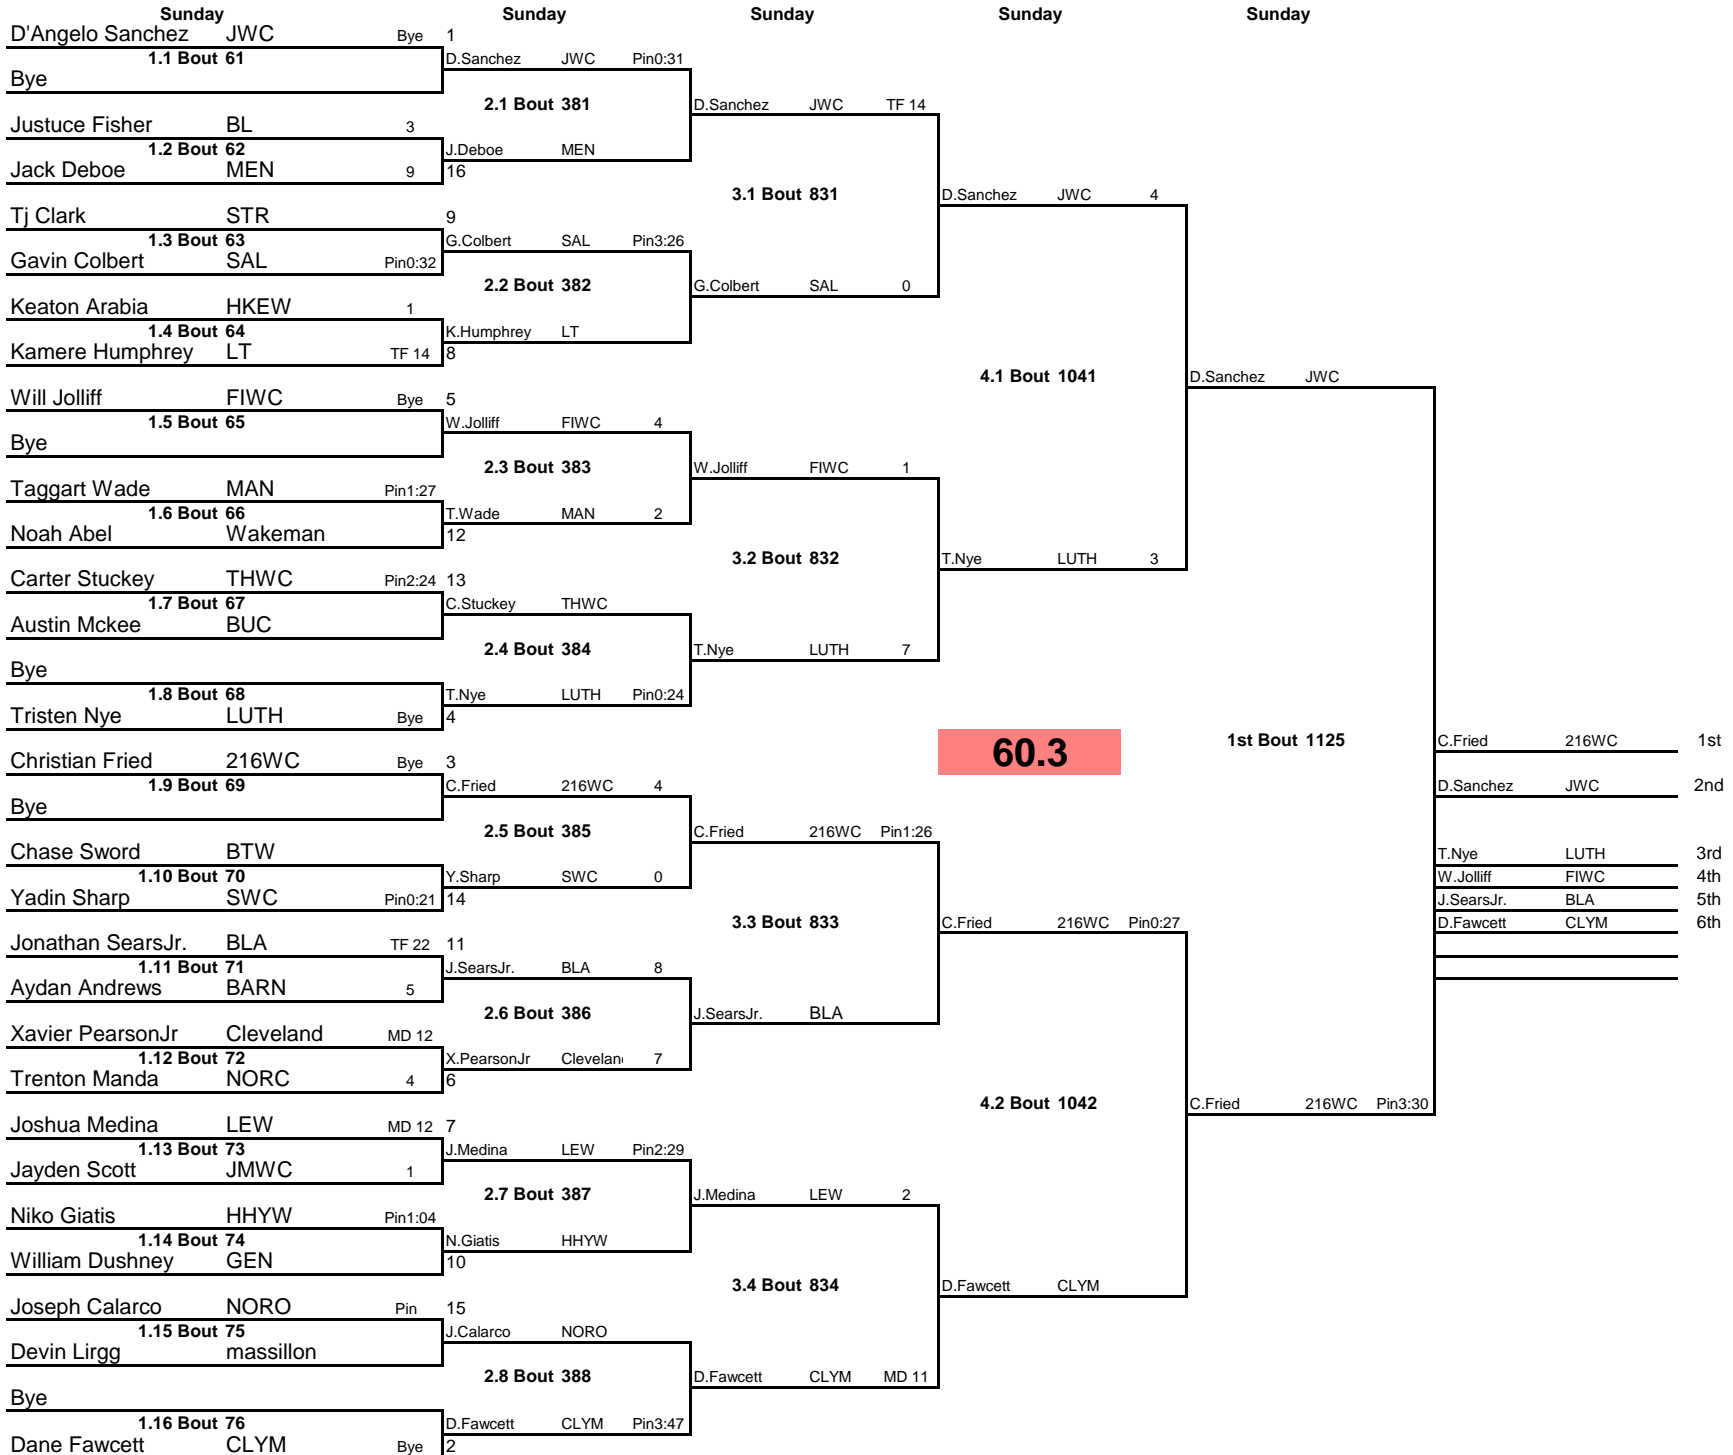 Sunday Sunday Sunday Sunday Sunday
D'Angelo Sanchez JWC Bye 1
1.1 Bout 61 D.Sanchez JWC Pin0:31
Bye
2.1 Bout 381 D.Sanchez JWC TF 14
Justuce Fisher BL 3
1.2 Bout 62 J.Deboe MEN
Jack Deboe MEN 9 16
3.1 Bout 831 D.Sanchez JWC 4
Tj Clark STR 9
1.3 Bout 63 G.Colbert SAL Pin3:26
Gavin Colbert SAL Pin0:32
2.2 Bout 382 G.Colbert SAL 0
Keaton Arabia HKEW 1
1.4 Bout 64 K.Humphrey LT
Kamere Humphrey LT TF 14 8
4.1 Bout 1041 D.Sanchez JWC
Will Jolliff FIWC Bye 5
1.5 Bout 65 W.Jolliff FIWC 4
Bye
2.3 Bout 383 W.Jolliff FIWC 1
Taggart Wade MAN Pin1:27
1.6 Bout 66 T.Wade MAN 2
Noah Abel Wakeman 12
3.2 Bout 832 T.Nye LUTH 3
Carter Stuckey THWC Pin2:24 13
1.7 Bout 67 C.Stuckey THWC
Austin Mckee BUC
2.4 Bout 384 T.Nye LUTH 7
Bye
1.8 Bout 68 T.Nye LUTH Pin0:24
Tristen Nye LUTH Bye 4
60.3 1st Bout 1125 C.Fried 216WC 1st
Christian Fried 216WC Bye 3
1.9 Bout 69 C.Fried 216WC 4 D.Sanchez JWC 2nd
Bye
2.5 Bout 385 C.Fried 216WC Pin1:26
Chase Sword BTW T.Nye LUTH 3rd
1.10 Bout 70 Y.Sharp SWC 0 W.Jolliff FIWC 4th
Yadin Sharp SWC Pin0:21 14 J.SearsJr. BLA 5th
3.3 Bout 833 C.Fried 216WC Pin0:27 D.Fawcett CLYM 6th
Jonathan SearsJr. BLA TF 22 11
1.11 Bout 71 J.SearsJr. BLA 8
Aydan Andrews BARN 5
2.6 Bout 386 J.SearsJr. BLA
Xavier PearsonJr Cleveland MD 12
1.12 Bout 72 X.PearsonJr Clevelan 7
Trenton Manda NORC 4 6
4.2 Bout 1042 C.Fried 216WC Pin3:30
Joshua Medina LEW MD 12 7
1.13 Bout 73 J.Medina LEW Pin2:29
Jayden Scott JMWC 1
2.7 Bout 387 J.Medina LEW 2
Niko Giatis HHYW Pin1:04
1.14 Bout 74 N.Giatis HHYW
William Dushney GEN 10
3.4 Bout 834 D.Fawcett CLYM
Joseph Calarco NORO Pin 15
1.15 Bout 75 J.Calarco NORO
Devin Lirgg massillon
2.8 Bout 388 D.Fawcett CLYM MD 11
Bye
1.16 Bout 76 D.Fawcett CLYM Pin3:47
Dane Fawcett CLYM Bye 2